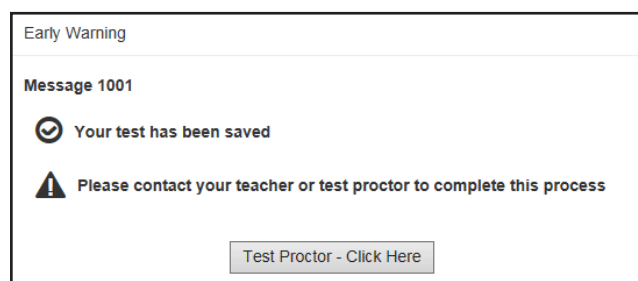 Early Warning
Message 1001
Your test has been saved
Please contact your teacher or test proctor to complete this process
Test Proctor - Click Here